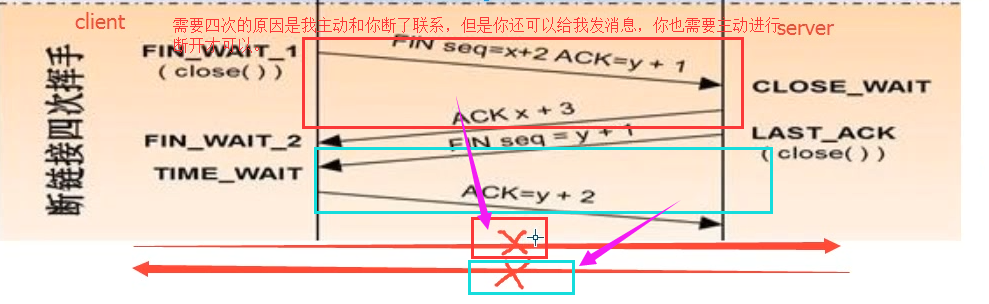 client
需要四次的原因是我主动和你断了联系，但是你还可以给我发消息，你也需要主动进行
server
断开才可以。
FIN_WAIT_1
( close( ) )
FIN seq=x+2 ACK=y + 1
CLOSE_WAIT
ACK x + 3
FIN_WAIT_2
FIN seq = y + 1
LAST_ACK
( close( ) )
TIME_WAIT
ACK=y + 2
断链接四次挥手